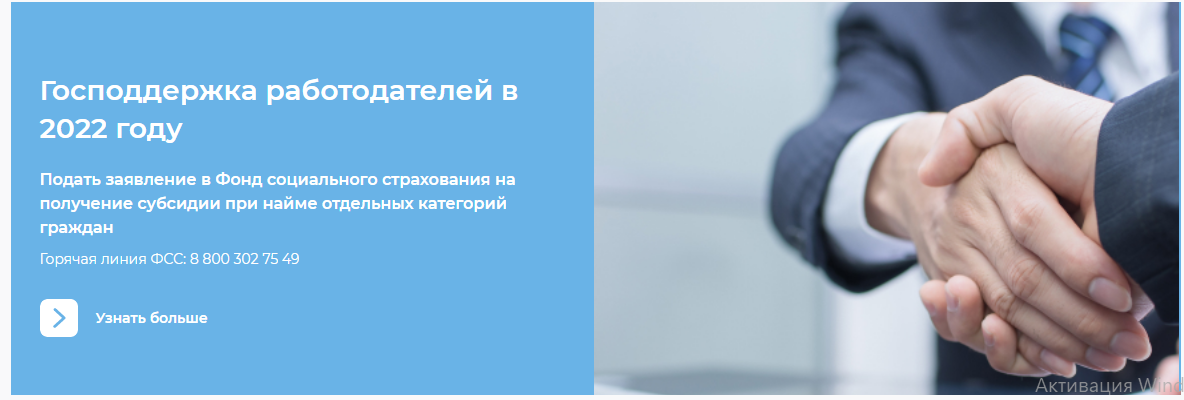 Господдержка работодателей в
2022 году
Подать заявление в Фонд социального страхования на
получение субсидии при найме отдельных категорий
граждан
Горячая линия ФСС: 8 800 302 75 49
Узнать больше
Активация Wind